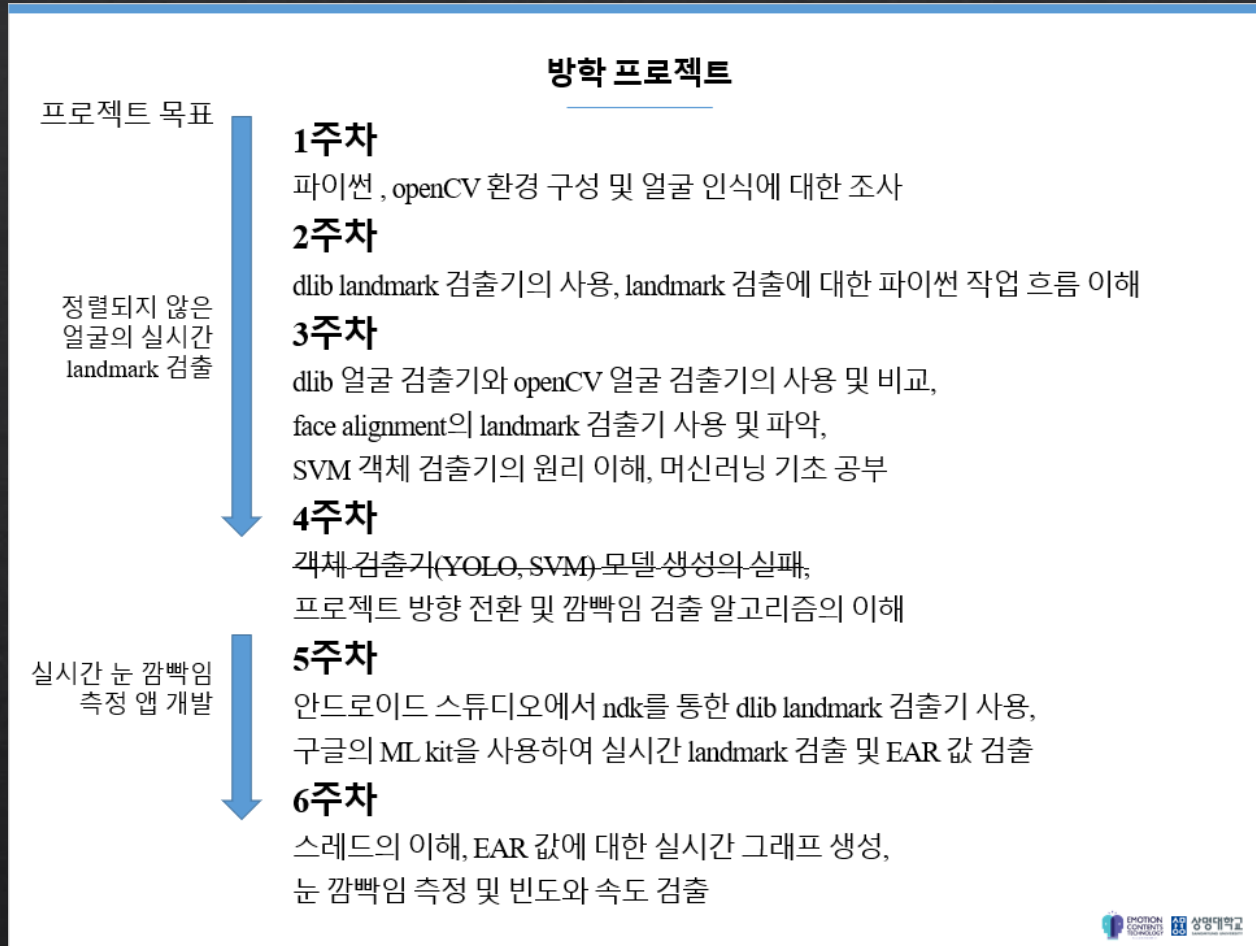 방학 프로젝트
프로젝트 목표
1주차
파이썬 , openCV 환경 구성 및 얼굴 인식에 대한 조사
2주차
dlib landmark 검출기의 사용, landmark 검출에 대한 파이썬 작업 흐름 이해
정렬되지 않은
얼굴의 실시간
landmark 검출
3주차
dlib 얼굴 검출기와 openCV 얼굴 검출기의 사용 및 비교,
face alignment의 landmark 검출기 사용 및 파악,
SVM 객체 검출기의 원리 이해, 머신러닝 기초 공부
4주차
객체 검출기(YOLO, SVM) 모델 생성의 실패,
프로젝트 방향 전환 및 깜빡임 검출 알고리즘의 이해
실시간 눈 깜빡임
측정 앱 개발
5주차
안드로이드 스튜디오에서 ndk를 통한 dlib landmark 검출기 사용,
구글의 ML kit을 사용하여 실시간 landmark 검출 및 EAR 값 검출
6주차
스레드의 이해, EAR 값에 대한 실시간 그래프 생성,
눈 깜빡임 측정 및 빈도와 속도 검출
EMOTION
CONTENTS
TECHNOLOGY
상명대학교